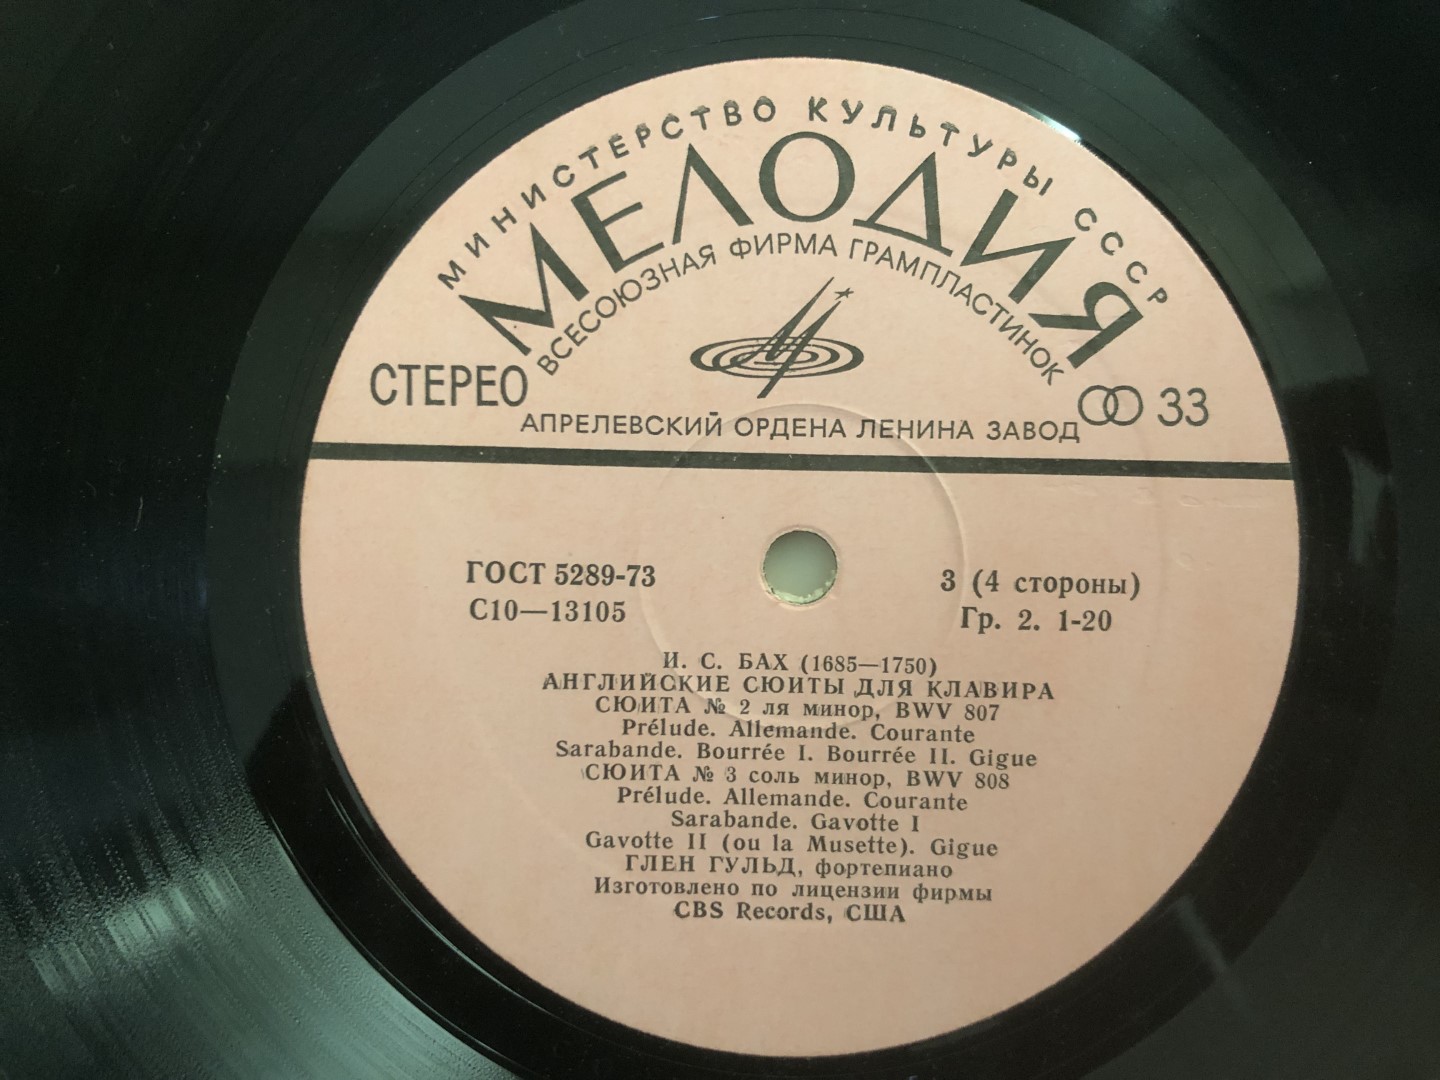 МИНИСТЕРСТВО КУЛЬТУРЫ СССР
МЕЛОДИЯ
ВСЕСОЮЗНАЯ ФИРМА ГРАМПЛАСТИНОК
СТЕРЕО
33
АПРЕЛЕВСКИЙ ОРДЕНА ЛЕНИНА ЗАВОД
ГОСТ 5289-73
3 (4 стороны)
С10—13105
Гр. 2. 1-20
И. С. БАХ (1685—1750)
АНГЛИЙСКИЕ СЮИТЫ ДЛЯ КЛАВИРА
СЮИТА № 2 ля минор, BWV 807
Prélude. Allemande. Courante
Sarabande. Bourrée I. Bourrée II. Gigue
СЮИТА № 3 соль минор, BWV 808
Prélude. Allemande. Courante
Sarabande. Gavotte I
Gavotte II (ou la Musette). Gigue
ГЛЕН ГУЛЬД, фортепиано
Изготовлено по лицензии фирмы
CBS Records, США